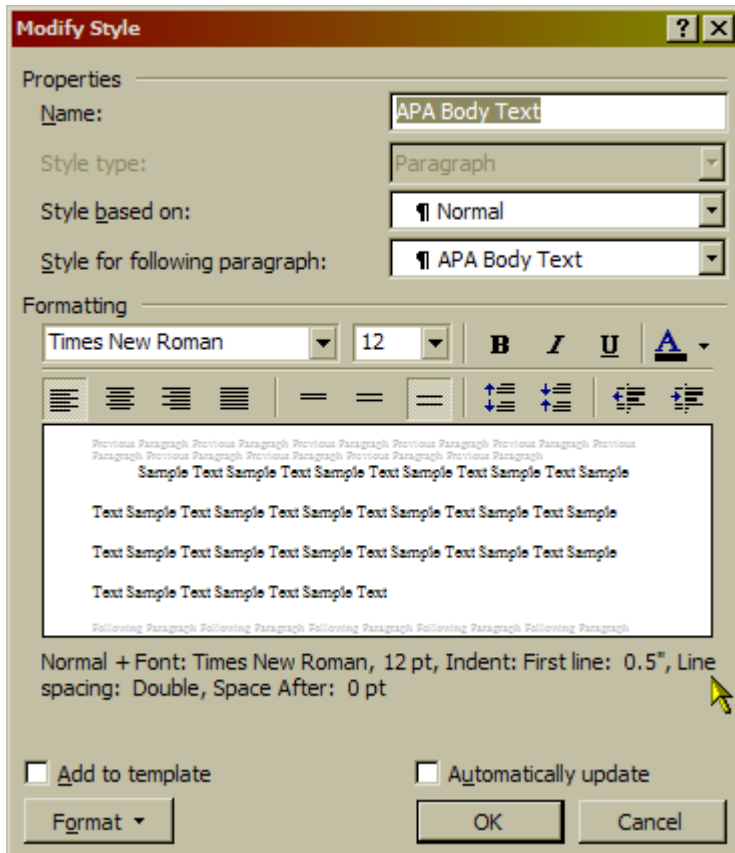 Modify Style
Properties
Name: APA Body Text
Style type: Paragraph
Style based on: ¶ Normal
Style for following paragraph: ¶ APA Body Text
Formatting
Times New Roman 12 B I U A
Previous Paragraph Previous Paragraph Previous Paragraph Previous Paragraph Previous Paragraph Previous
Paragraph Previous Paragraph Previous Paragraph Previous Paragraph Previous Paragraph
Sample Text Sample Text Sample Text Sample Text Sample Text Sample
Text Sample Text Sample Text Sample Text Sample Text Sample Text
Text Sample Text Sample Text Sample Text Sample Text Sample Text Sample
Text Sample Text Sample Text Sample Text
Following Paragraph Following Paragraph Following Paragraph Following Paragraph Following Paragraph
Normal + Font: Times New Roman, 12 pt, Indent: First line: 0.5", Line
spacing: Double, Space After: 0 pt
Add to template Automatically update
Format OK Cancel